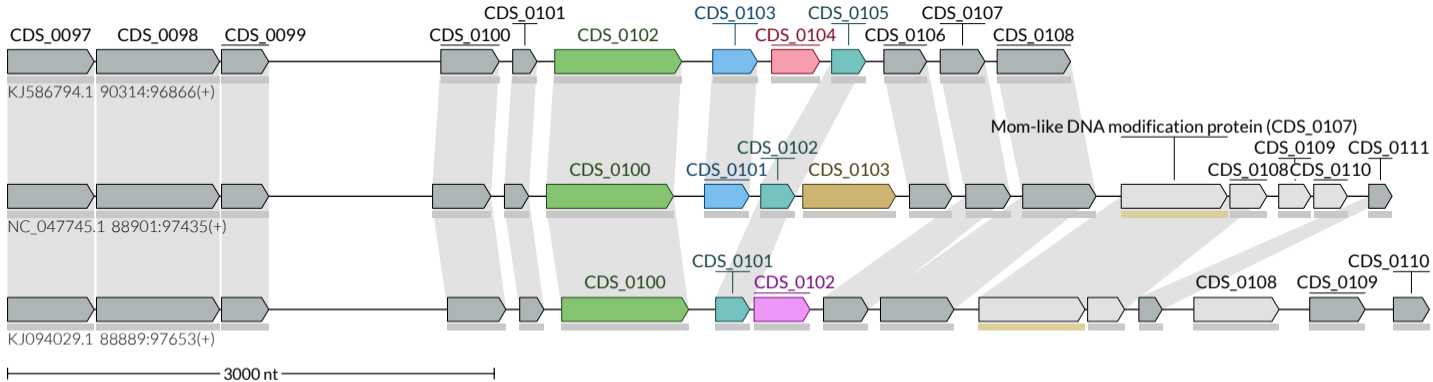 CDS_0101 CDS_0103 CDS_0105 CDS_0107
CDS_0097 CDS_0098 CDS_0099 CDS_0100 CDS_0102 CDS_0104 CDS_0106 CDS_0108
KJ586794.1 90314:96866(+)
Mom-like DNA modification protein (CDS_0107)
CDS_0102 CDS_0109 CDS_0111
CDS_0100 CDS_0101 CDS_0103 CDS_0108 CDS_0110
NC_047745.1 88901:97435(+)
CDS_0101 CDS_0110
CDS_0100 CDS_0102 CDS_0108 CDS_0109
KJ094029.1 88889:97653(+)
3000 nt